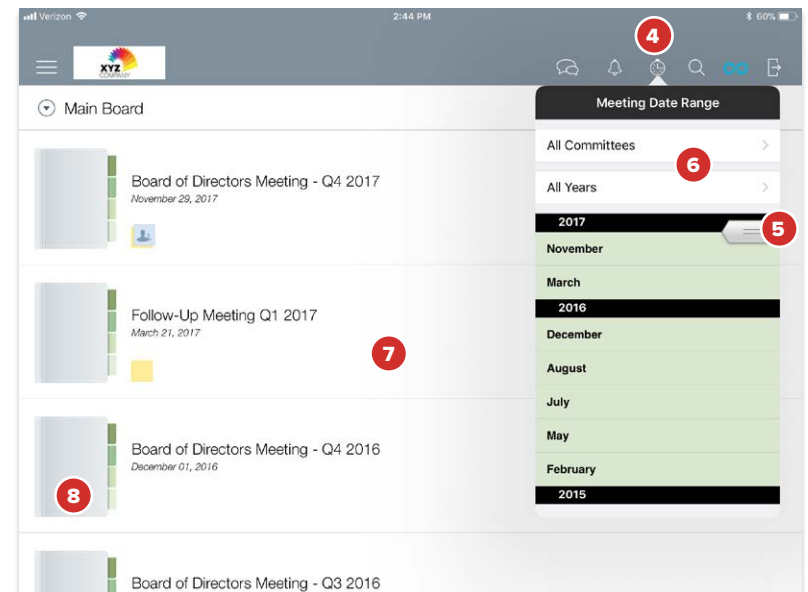 Verizon
2:44 PM
60%
4
XYZ
COMPANY
Main Board
Meeting Date Range
All Committees
6
All Years
5
2017
November
March
2016
December
August
July
May
February
2015
Board of Directors Meeting - Q4 2017
November 29, 2017
Follow-Up Meeting Q1 2017
March 21, 2017
7
Board of Directors Meeting - Q4 2016
December 01, 2016
8
Board of Directors Meeting - Q3 2016